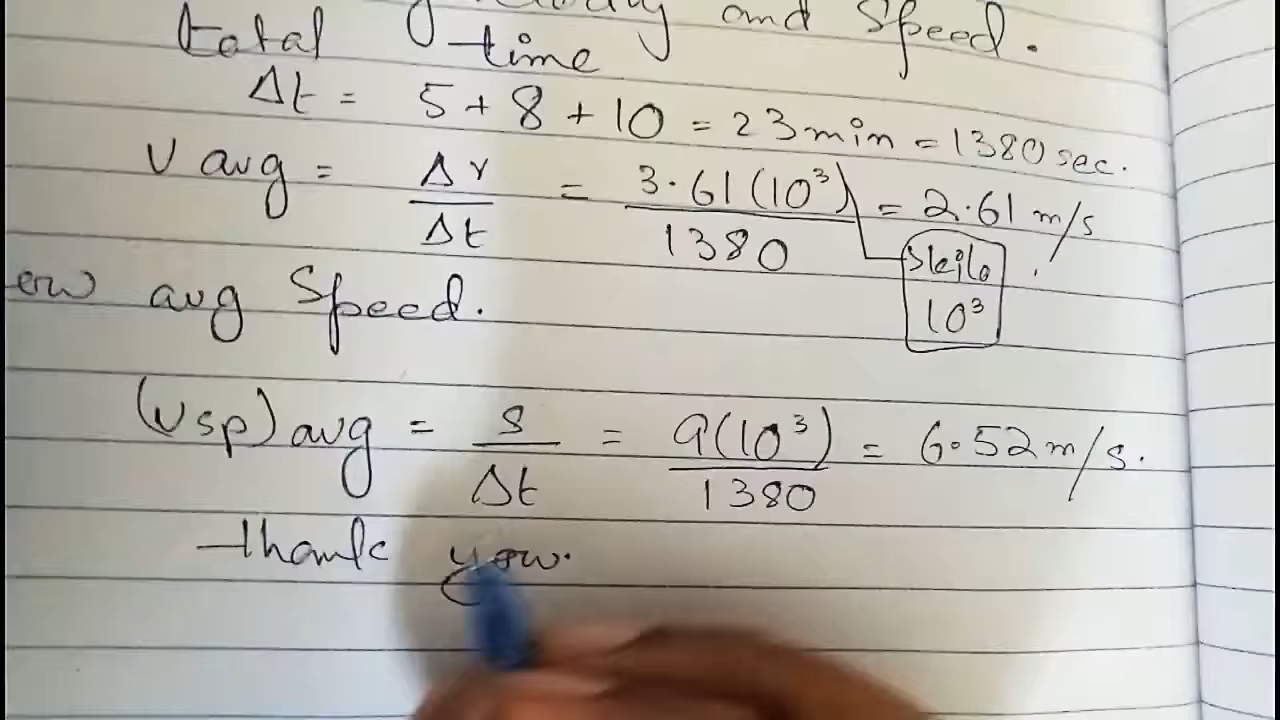 and Speed.
total time
Δt = 5 + 8 + 10 = 23 min = 1380 sec.
V avg = Δr / Δt = 3.61(10³) / 1380 = 2.61 m/s
10³
avg Speed.
(Vsp) avg = s / Δt = 9(10³) / 1380 = 6.52 m/s.
thank you.